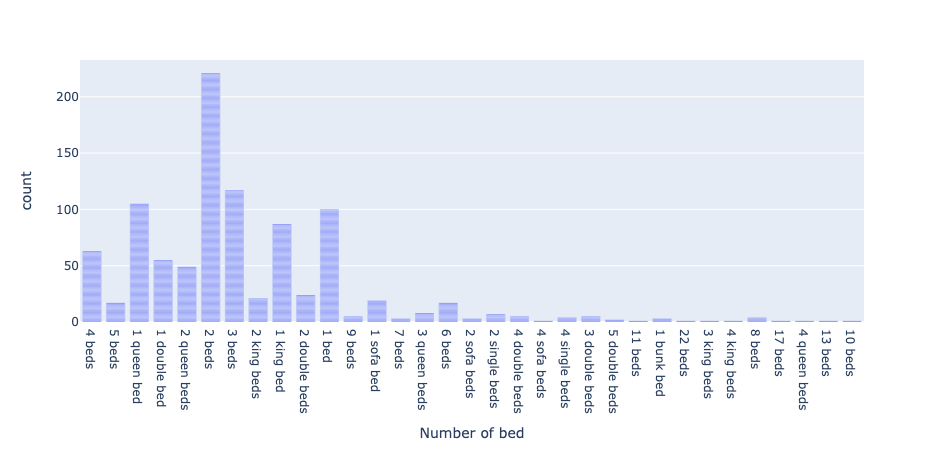 200
150
100
50
0
count
4 beds
5 beds
1 queen bed
1 double bed
2 queen beds
2 beds
3 beds
2 king beds
1 king bed
2 double beds
1 bed
9 beds
1 sofa bed
7 beds
3 queen beds
6 beds
2 sofa beds
2 single beds
4 double beds
4 sofa beds
4 single beds
3 double beds
5 double beds
11 beds
1 bunk bed
22 beds
3 king beds
4 king beds
8 beds
17 beds
4 queen beds
13 beds
10 beds
Number of bed